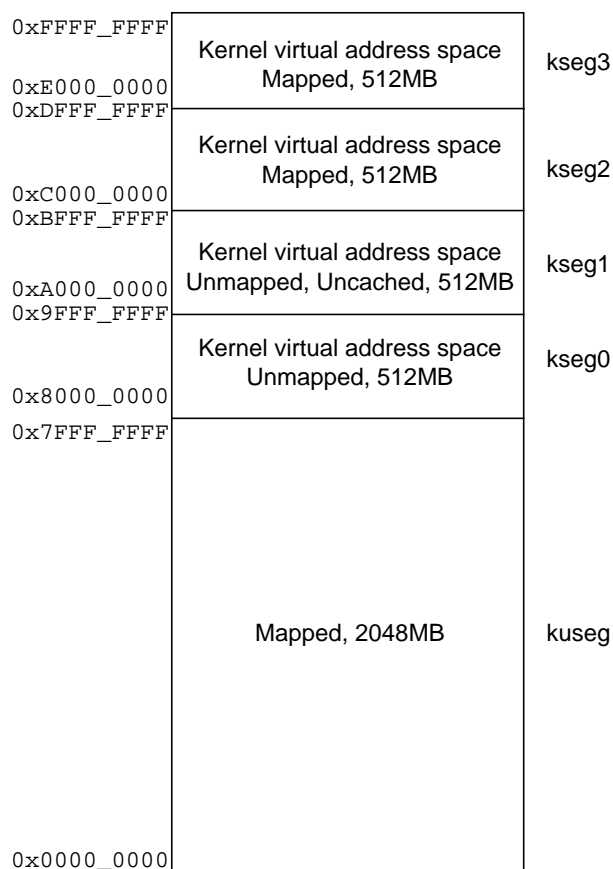 0xFFFF_FFFF
Kernel virtual address space
Mapped, 512MB
kseg3
0xE000_0000
0xDFFF_FFFF
Kernel virtual address space
Mapped, 512MB
kseg2
0xC000_0000
0xBFFF_FFFF
Kernel virtual address space
Unmapped, Uncached, 512MB
kseg1
0xA000_0000
0x9FFF_FFFF
Kernel virtual address space
Unmapped, 512MB
kseg0
0x8000_0000
0x7FFF_FFFF
Mapped, 2048MB
kuseg
0x0000_0000